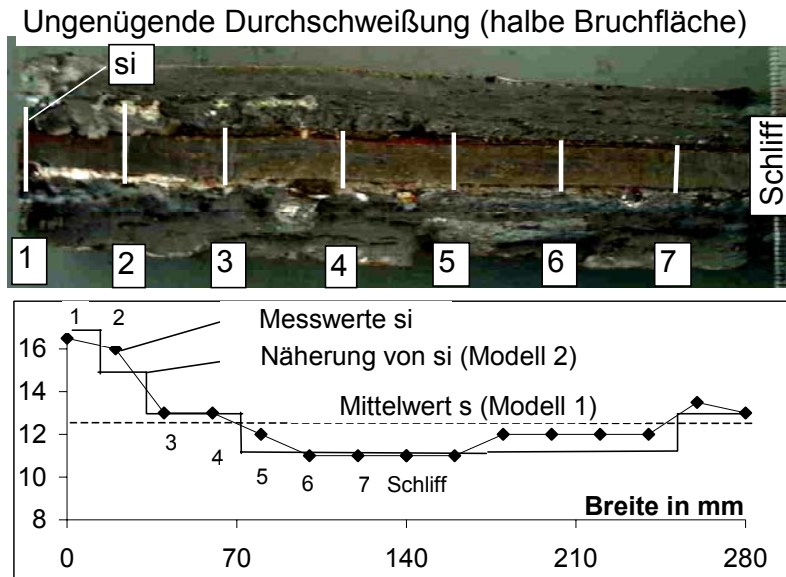 Ungenügende Durchschweißung (halbe Bruchfläche)
si
Schliff
1 2 3 4 5 6 7
1 2
Messwerte si
16
Näherung von si (Modell 2)
14
Mittelwert s (Modell 1)
12
3 4 5 6 7 Schliff
10
Breite in mm
8
0 70 140 210 280